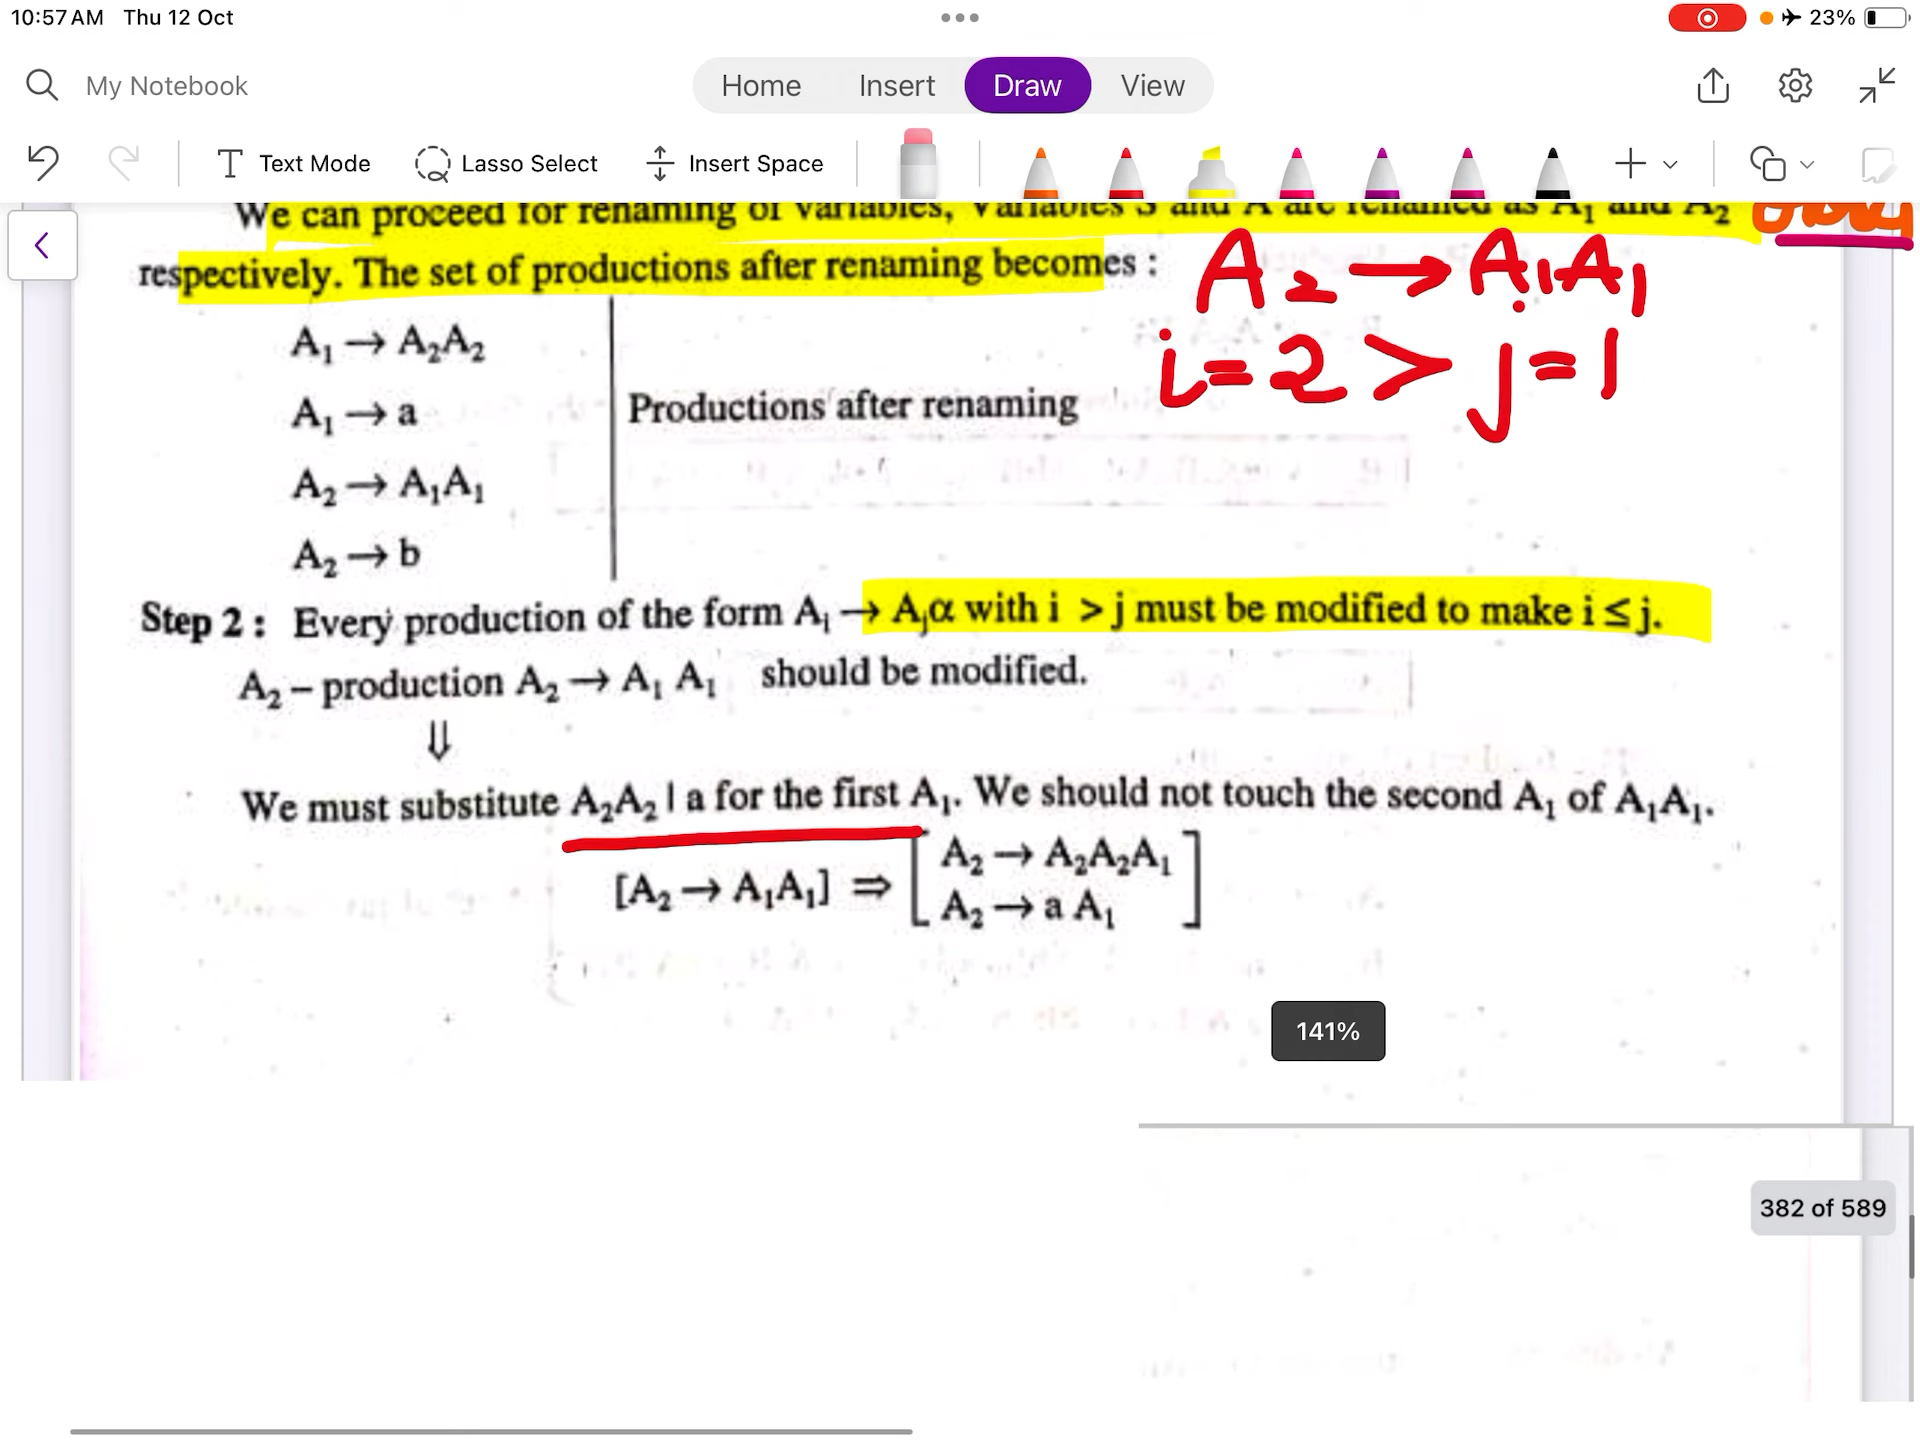 10:57 AM Thu 12 Oct
23%
My Notebook
Home Insert Draw View
Text Mode Lasso Select Insert Space
We can proceed for renaming of variables, Variables S and A are renamed as A₁ and A₂
respectively. The set of productions after renaming becomes :
A₂ → A₁A₁
i=2 > j=1
A₁ → A₂A₂
A₁ → a
Productions after renaming
A₂ → A₁A₁
A₂ → b
Step 2 : Every production of the form Aᵢ → Aⱼα with i > j must be modified to make i ≤ j.
A₂ – production A₂ → A₁ A₁ should be modified.
⇓
We must substitute A₂A₂ | a for the first A₁. We should not touch the second A₁ of A₁A₁.
[A₂ → A₁A₁] ⇒ [ A₂ → A₂A₂A₁
A₂ → a A₁ ]
141%
382 of 589